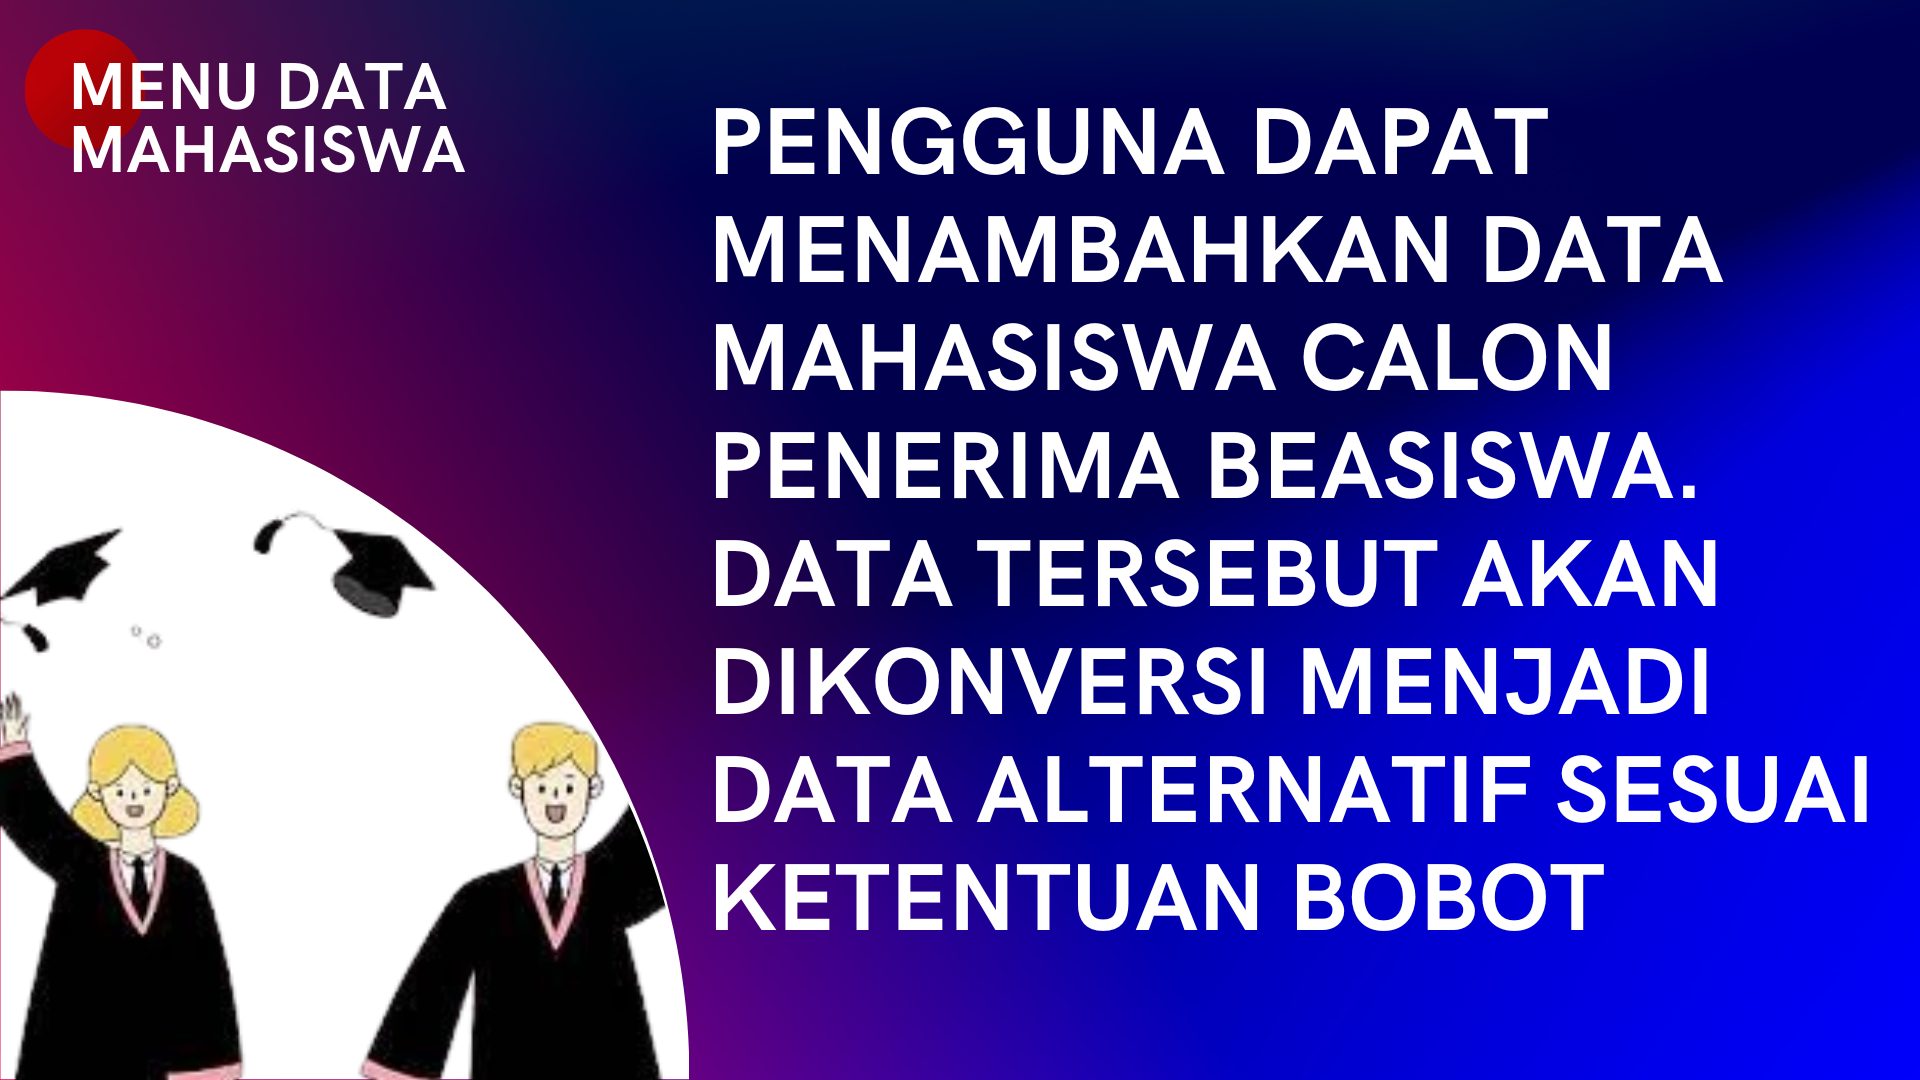 MENU DATA
MAHASISWA
PENGGUNA DAPAT
MENAMBAHKAN DATA
MAHASISWA CALON
PENERIMA BEASISWA.
DATA TERSEBUT AKAN
DIKONVERSI MENJADI
DATA ALTERNATIF SESUAI
KETENTUAN BOBOT